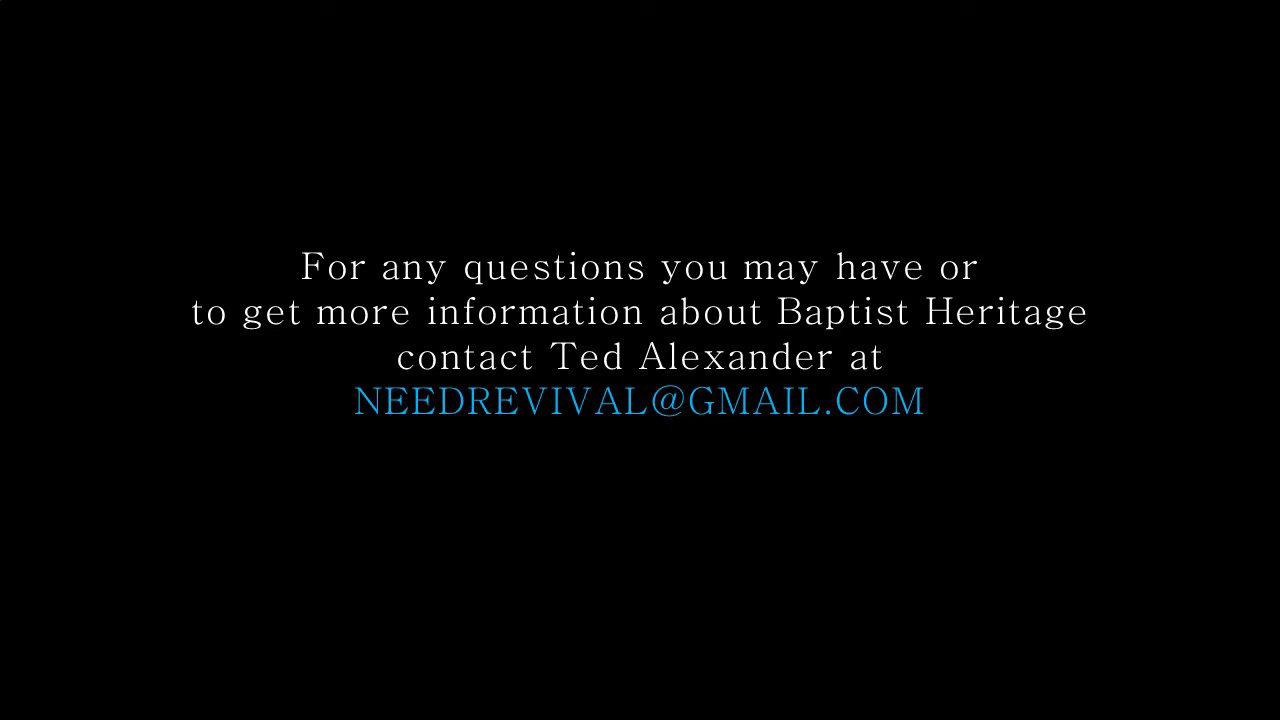 For any questions you may have or
to get more information about Baptist Heritage
contact Ted Alexander at
NEEDREVIVAL@GMAIL.COM